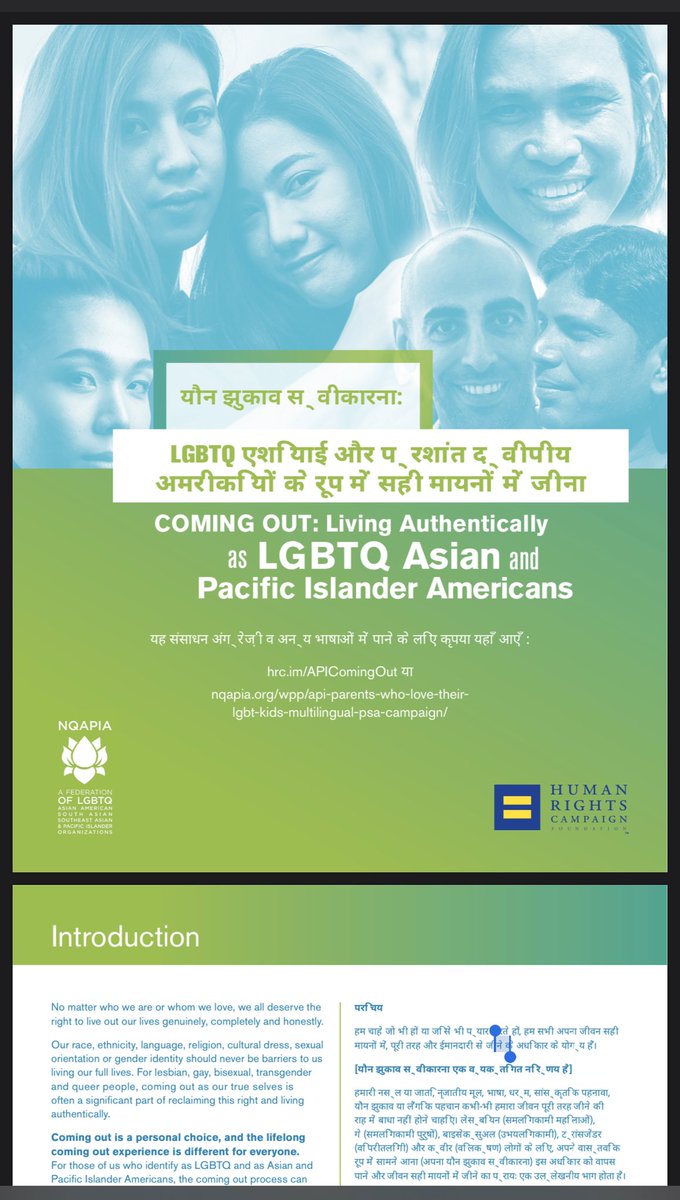 यौन झुकाव स ्वीकारना:
LGBTQ एशियाई और प ्रशांत द ्वीपीय
अमरीकियों के रूप में सही मायनों में जीना
COMING OUT: Living Authentically
as LGBTQ Asian and
Pacific Islander Americans
यह संसाधन अंग ्रेज़ी व अन ्य भाषाओं में पाने के लिए कृपया यहाँ आएँ :
hrc.im/APIComingOut या
nqapia.org/wpp/api-parents-who-love-their-
lgbt-kids-multilingual-psa-campaign/
NQAPIA
A FEDERATION
OF LGBTQ
ASIAN AMERICAN
SOUTH ASIAN
SOUTHEAST ASIAN
& PACIFIC ISLANDER
ORGANIZATIONS
HUMAN
RIGHTS
CAMPAIGN
FOUNDATION
™
Introduction
No matter who we are or whom we love, we all deserve the
right to live out our lives genuinely, completely and honestly.
Our race, ethnicity, language, religion, cultural dress, sexual
orientation or gender identity should never be barriers to us
living our full lives. For lesbian, gay, bisexual, transgender
and queer people, coming out as our true selves is
often a significant part of reclaiming this right and living
authentically.
Coming out is a personal choice, and the lifelong
coming out experience is different for everyone.
For those of us who identify as LGBTQ and as Asian and
Pacific Islander Americans, the coming out process can
परिचय
हम चाहे जो भी हों या जिसे भी प ्यार करते हों, हम सभी अपना जीवन सही
मायनों में, पूरी तरह और ईमानदारी से जीने के अधिकार के योग ्य हैं।
[यौन झुकाव स ्वीकारना एक व ्यक ्तिगत निर ्णय है]
हमारी नस ्ल या जाति, नृजातीय मूल, भाषा, धर ्म, सांस ्कृतिक पहनावा,
यौन झुकाव या लैंगिक पहचान कभी-भी हमारा जीवन पूरी तरह जीने की
राह में बाधा नहीं होने चाहिए। लेस ्बियन (समलिंगिकामी महिलाओं),
गे (समलिंगिकामी पुरुषों), बाइसेक ्सुअल (उभयलिंगिकामी), ट ्रांसजेंडर
(विपरीतलिंगी) और क ्वीर (विलक ्षण) लोगों के लिए, अपने वास ्तविक
रूप में सामने आना (अपना यौन झुकाव स ्वीकारना) इस अधिकार को वापस
पाने और जीवन सही मायनों में जीने का प ्राय: एक उल ्लेखनीय भाग होता है।